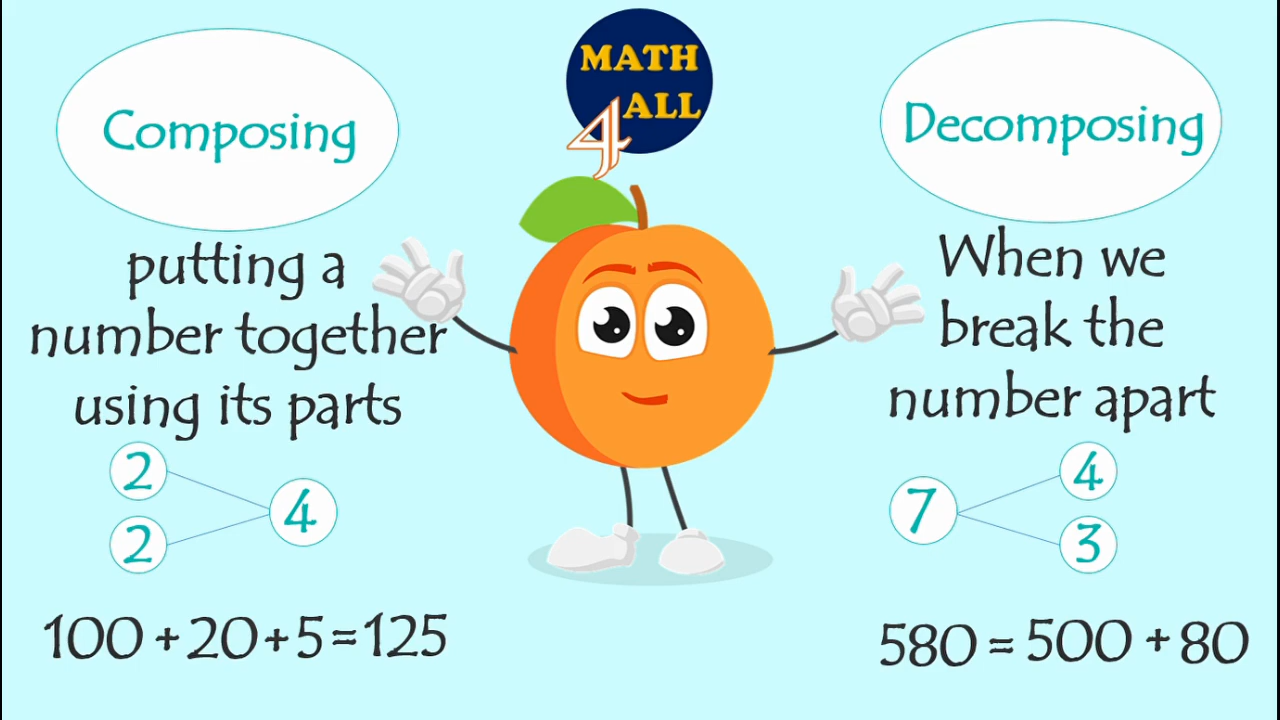 MATH
4 ALL
Composing
putting a
number together
using its parts
2
2
4
100 + 20 + 5 = 125
Decomposing
When we
break the
number apart
7
4
3
580 = 500 + 80